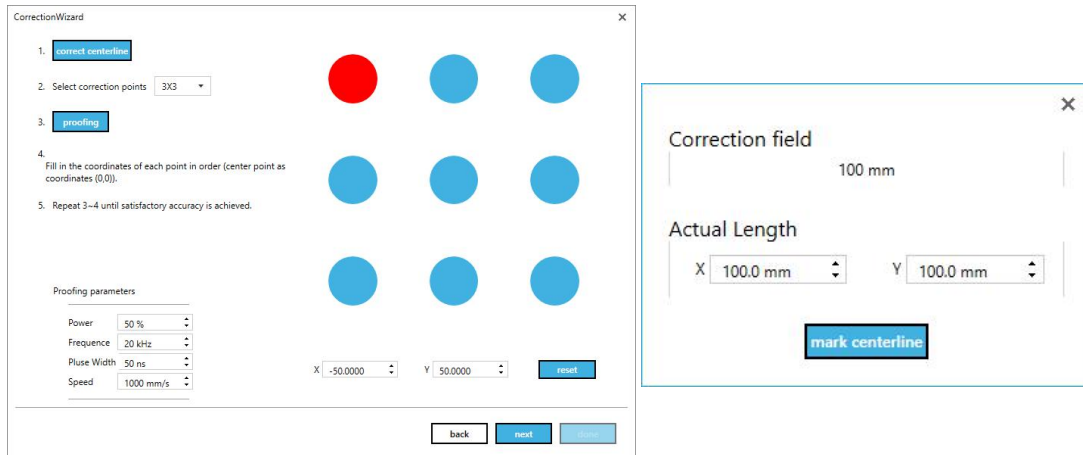 CorrectionWizard
1. correct centerline
2. Select correction points 3X3
3. proofing
4.
Fill in the coordinates of each point in order (center point as
coordinates (0,0)).
5. Repeat 3~4 until satisfactory accuracy is achieved.
Proofing parameters
Power 50 %
Frequence 20 kHz
Pluse Width 50 ns
Speed 1000 mm/s
X -50.0000 Y 50.0000 reset
back next done
Correction field
100 mm
Actual Length
X 100.0 mm Y 100.0 mm
mark centerline